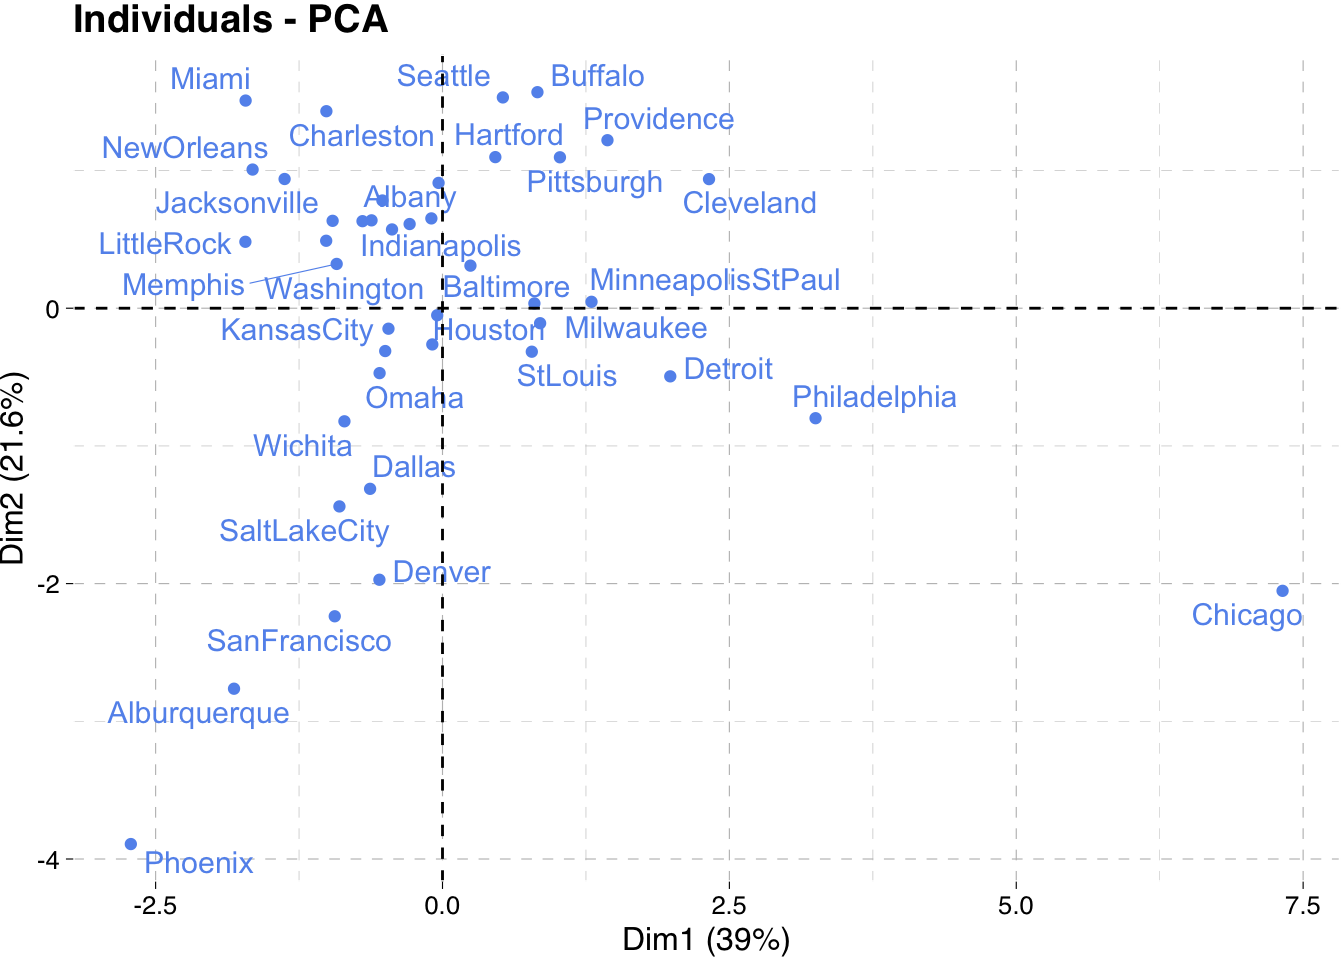 Individuals - PCA
Seattle
Buffalo
Miami
Providence
Charleston
Hartford
NewOrleans
Pittsburgh
Albany
Jacksonville
Cleveland
LittleRock
Indianapolis
MinneapolisStPaul
Memphis
Washington
Baltimore
0
KansasCity
Houston
Milwaukee
StLouis
Detroit
Omaha
Philadelphia
Wichita
Dallas
SaltLakeCity
Denver
-2
Chicago
SanFrancisco
Alburquerque
-4
Phoenix
Dim2 (21.6%)
-2.5
0.0
2.5
5.0
7.5
Dim1 (39%)